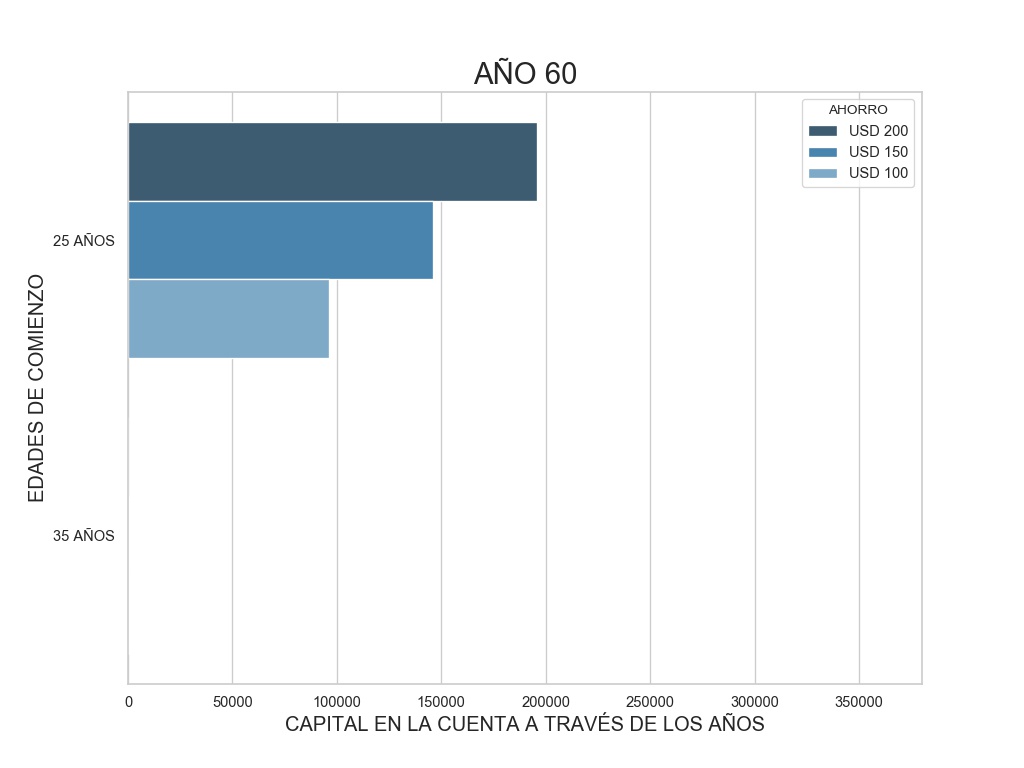 AÑO 60
AHORRO
USD 200
USD 150
USD 100
25 AÑOS
35 AÑOS
EDADES DE COMIENZO
0 50000 100000 150000 200000 250000 300000 350000
CAPITAL EN LA CUENTA A TRAVÉS DE LOS AÑOS